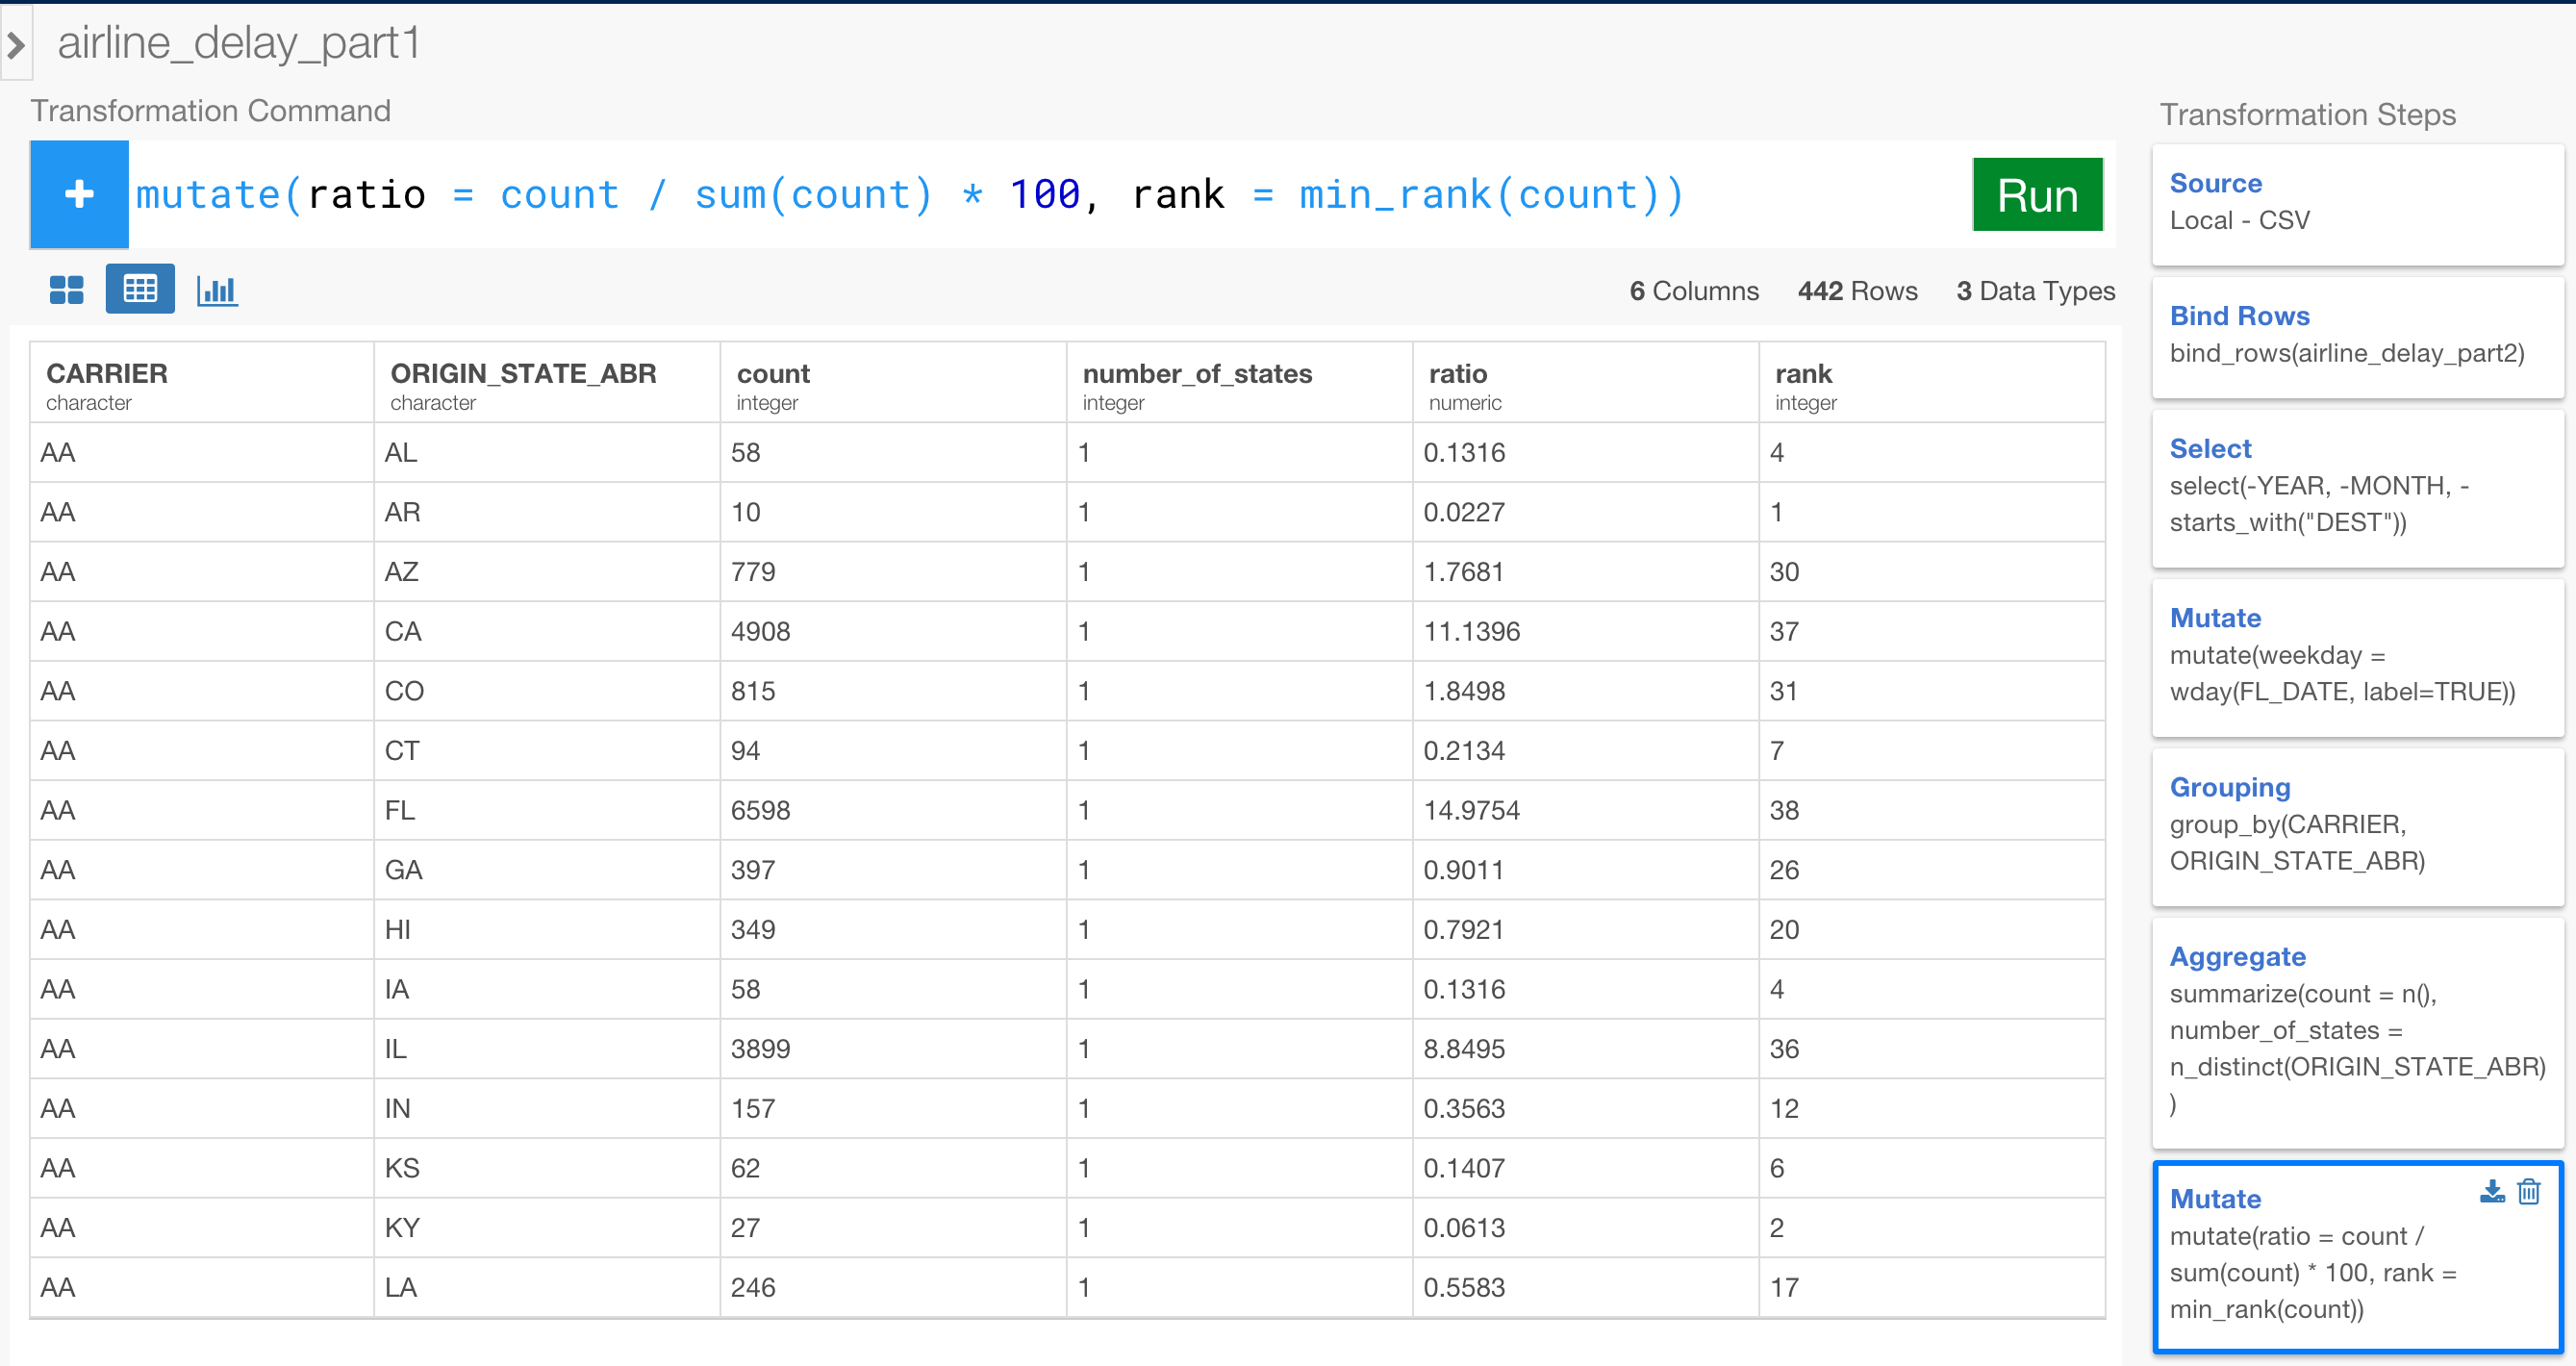 airline_delay_part1
Transformation Command
mutate(ratio = count / sum(count) * 100, rank = min_rank(count))
Run
6 Columns 442 Rows 3 Data Types
CARRIER ORIGIN_STATE_ABR count number_of_states ratio rank
character character integer integer numeric integer
AA AL 58 1 0.1316 4
AA AR 10 1 0.0227 1
AA AZ 779 1 1.7681 30
AA CA 4908 1 11.1396 37
AA CO 815 1 1.8498 31
AA CT 94 1 0.2134 7
AA FL 6598 1 14.9754 38
AA GA 397 1 0.9011 26
AA HI 349 1 0.7921 20
AA IA 58 1 0.1316 4
AA IL 3899 1 8.8495 36
AA IN 157 1 0.3563 12
AA KS 62 1 0.1407 6
AA KY 27 1 0.0613 2
AA LA 246 1 0.5583 17
Transformation Steps
Source
Local - CSV
Bind Rows
bind_rows(airline_delay_part2)
Select
select(-YEAR, -MONTH, -
starts_with("DEST"))
Mutate
mutate(weekday =
wday(FL_DATE, label=TRUE))
Grouping
group_by(CARRIER,
ORIGIN_STATE_ABR)
Aggregate
summarize(count = n(),
number_of_states =
n_distinct(ORIGIN_STATE_ABR)
)
Mutate
mutate(ratio = count /
sum(count) * 100, rank =
min_rank(count))